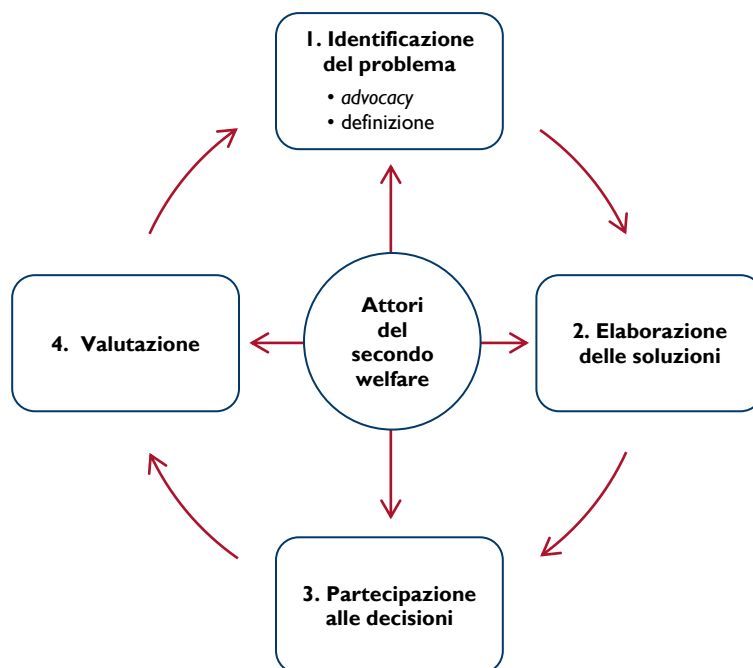 1. Identificazione
del problema
• advocacy
• definizione
Attori
del
secondo
welfare
4. Valutazione
2. Elaborazione
delle soluzioni
3. Partecipazione
alle decisioni